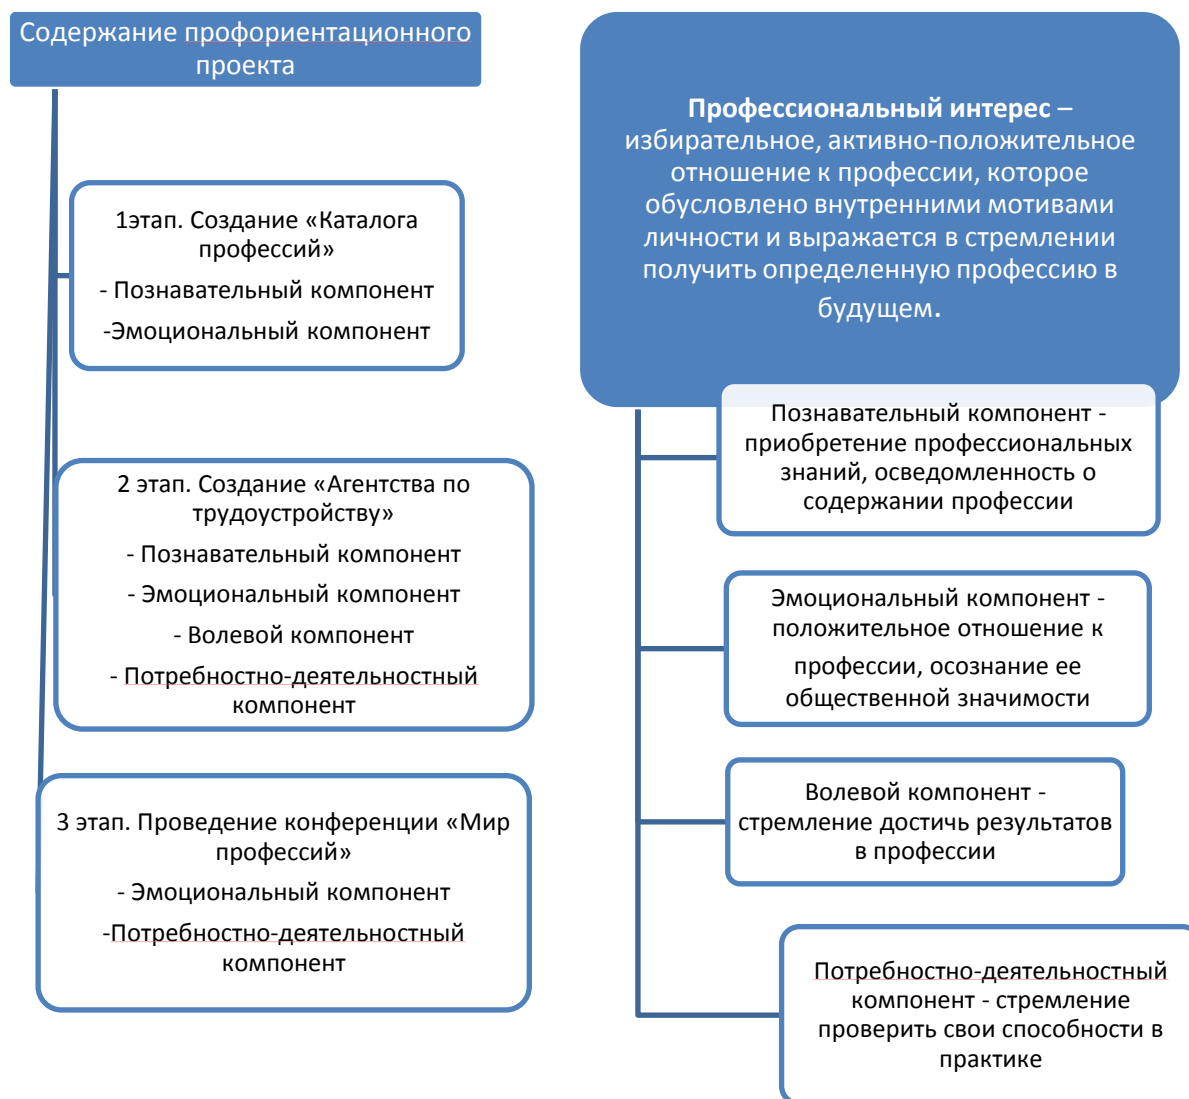 Содержание профориентационного
проекта
1этап. Создание «Каталога
профессий»
- Познавательный компонент
-Эмоциональный компонент
2 этап. Создание «Агентства по
трудоустройству»
- Познавательный компонент
- Эмоциональный компонент
- Волевой компонент
- Потребностно-деятельностный
компонент
3 этап. Проведение конференции «Мир
профессий»
- Эмоциональный компонент
-Потребностно-деятельностный
компонент
Профессиональный интерес –
избирательное, активно-положительное
отношение к профессии, которое
обусловлено внутренними мотивами
личности и выражается в стремлении
получить определенную профессию в
будущем.
Познавательный компонент -
приобретение профессиональных
знаний, осведомленность о
содержании профессии
Эмоциональный компонент -
положительное отношение к
профессии, осознание ее
общественной значимости
Волевой компонент -
стремление достичь результатов
в профессии
Потребностно-деятельностный
компонент - стремление
проверить свои способности в
практике